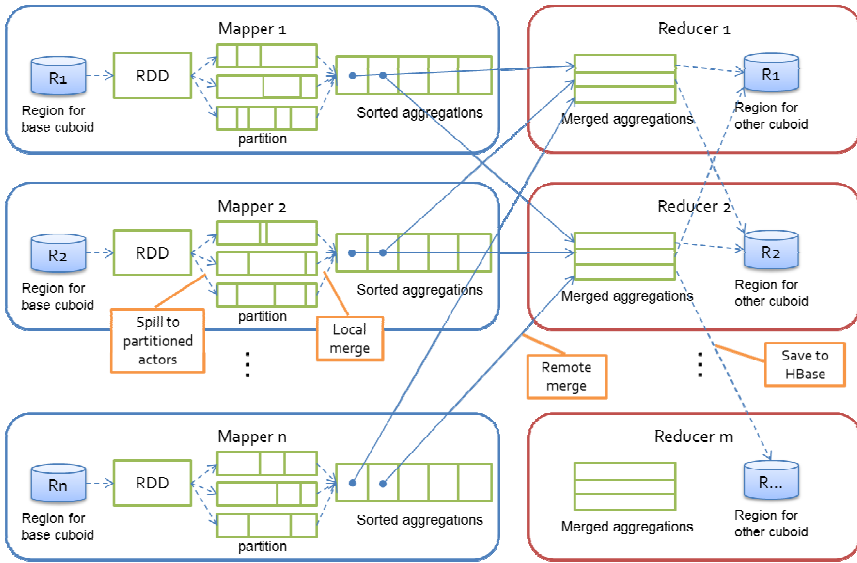 Mapper 1
R1
RDD
Region for
base cuboid
partition
Sorted aggregations
Reducer 1
Merged aggregations
R1
Region for
other cuboid
Mapper 2
R2
RDD
Region for
base cuboid
partition
Sorted aggregations
Reducer 2
Merged aggregations
R2
Region for
other cuboid
Spill to
partitioned
actors
Local
merge
Remote
merge
Save to
HBase
Mapper n
Rn
RDD
Region for
base cuboid
partition
Sorted aggregations
Reducer m
Merged aggregations
R...
Region for
other cuboid